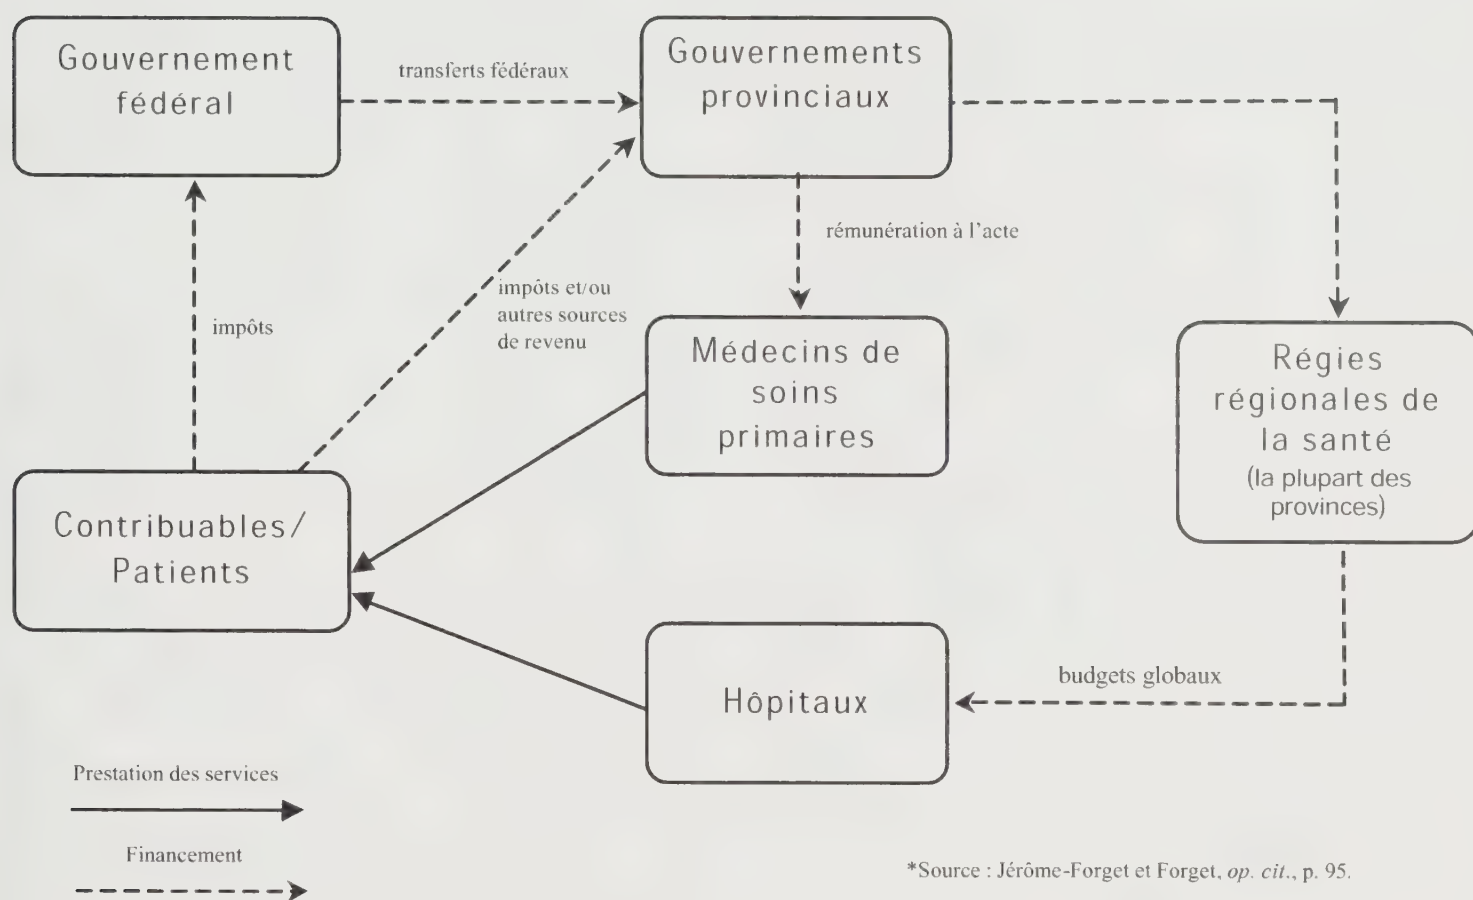 Gouvernement
fédéral
transferts fédéraux
Gouvernements
provinciaux
rémunération à l'acte
impôts et/ou
autres sources
de revenu
impôts
Médecins de
soins
primaires
Régies
régionales de
la santé
(la plupart des
provinces)
Contribuables/
Patients
budgets globaux
Hôpitaux
Prestation des services
Financement
*Source : Jérôme-Forget et Forget, op. cit., p. 95.